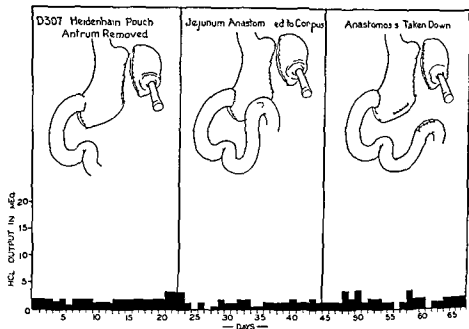 D307 Heidenhain Pouch
Antrum Removed
Jejunum Anastom ed to Corpus
Anastomos s Taken Down
HCL OUTPUT IN MEQ.
20
15
10
5
0
5 10 15 20 25 30 35 40 45 50 55 60 65
— DAYS —